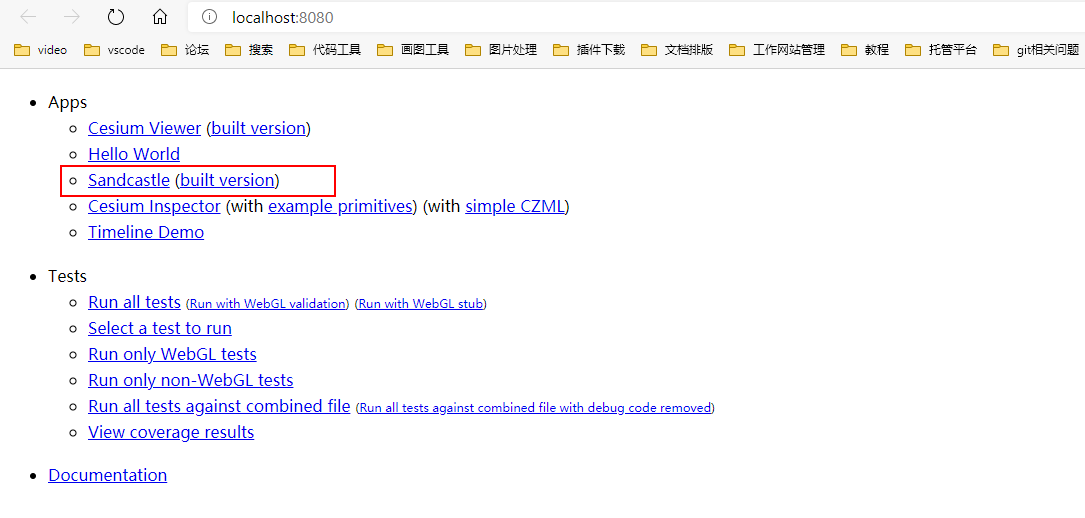 localhost:8080
video vscode 论坛 搜索 代码工具 画图工具 图片处理 插件下载 文档排版 工作网站管理 教程 托管平台 git相关问题
Apps
Cesium Viewer (built version)
Hello World
Sandcastle (built version)
Cesium Inspector (with example primitives) (with simple CZML)
Timeline Demo
Tests
Run all tests (Run with WebGL validation) (Run with WebGL stub)
Select a test to run
Run only WebGL tests
Run only non-WebGL tests
Run all tests against combined file (Run all tests against combined file with debug code removed)
View coverage results
Documentation